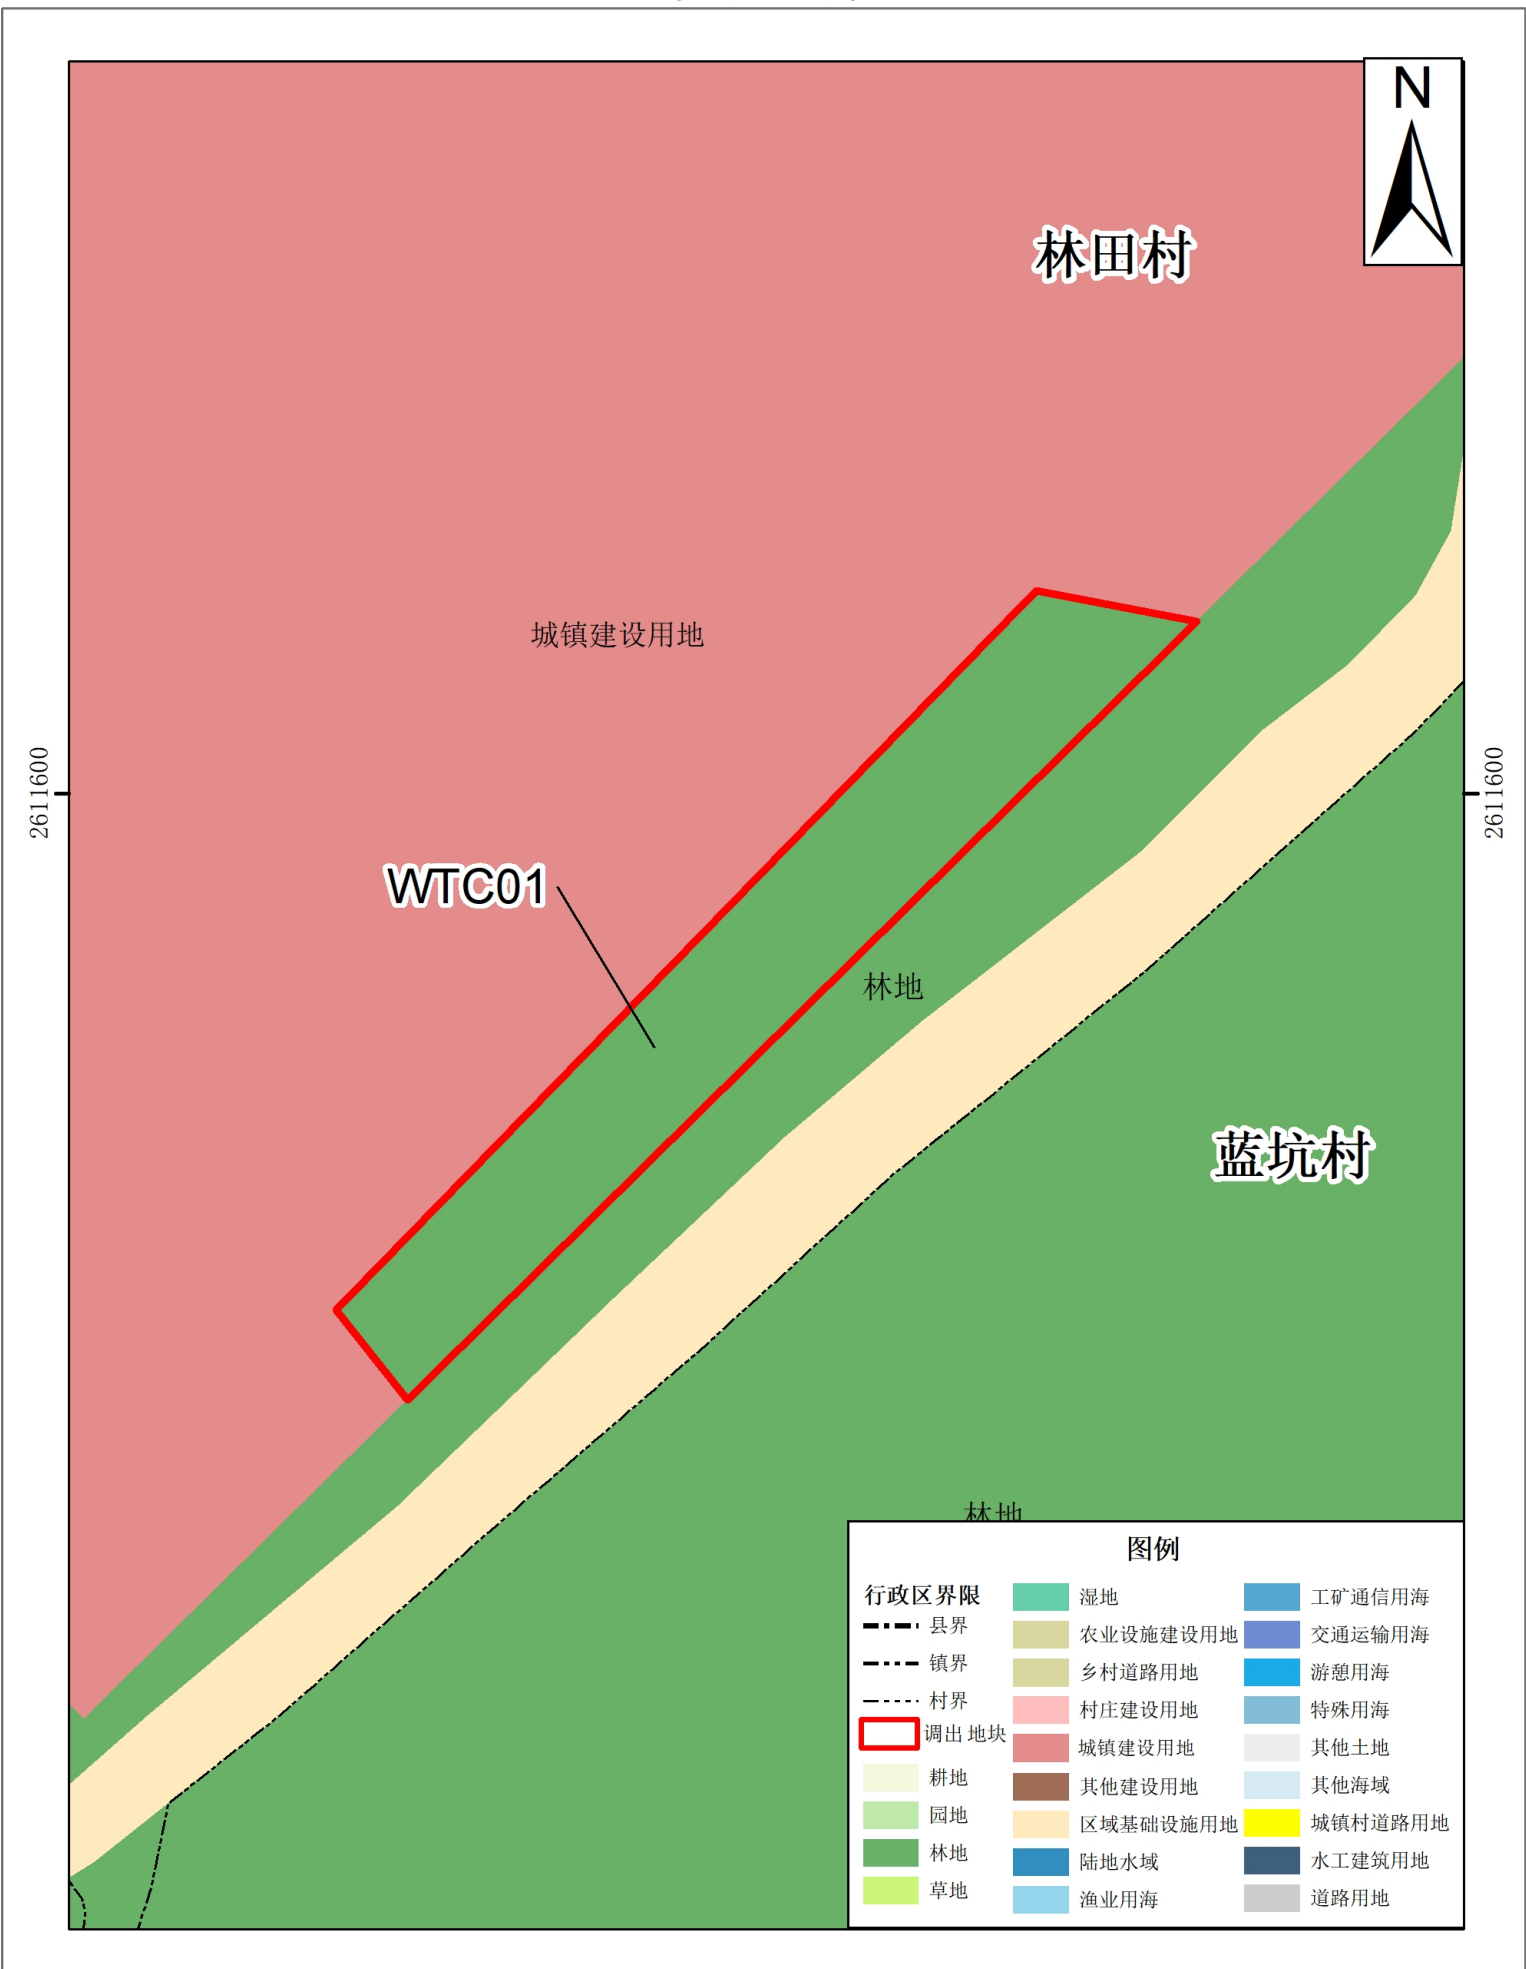 N
林田村
城镇建设用地
2611600
2611600
WTC01
林地
蓝坑村
林地
图例
行政区界限
县界
镇界
村界
调出地块
耕地
园地
林地
草地
湿地
农业设施建设用地
乡村道路用地
村庄建设用地
城镇建设用地
其他建设用地
区域基础设施用地
陆地水域
渔业用海
工矿通信用海
交通运输用海
游憩用海
特殊用海
其他土地
其他海域
城镇村道路用地
水工建筑用地
道路用地